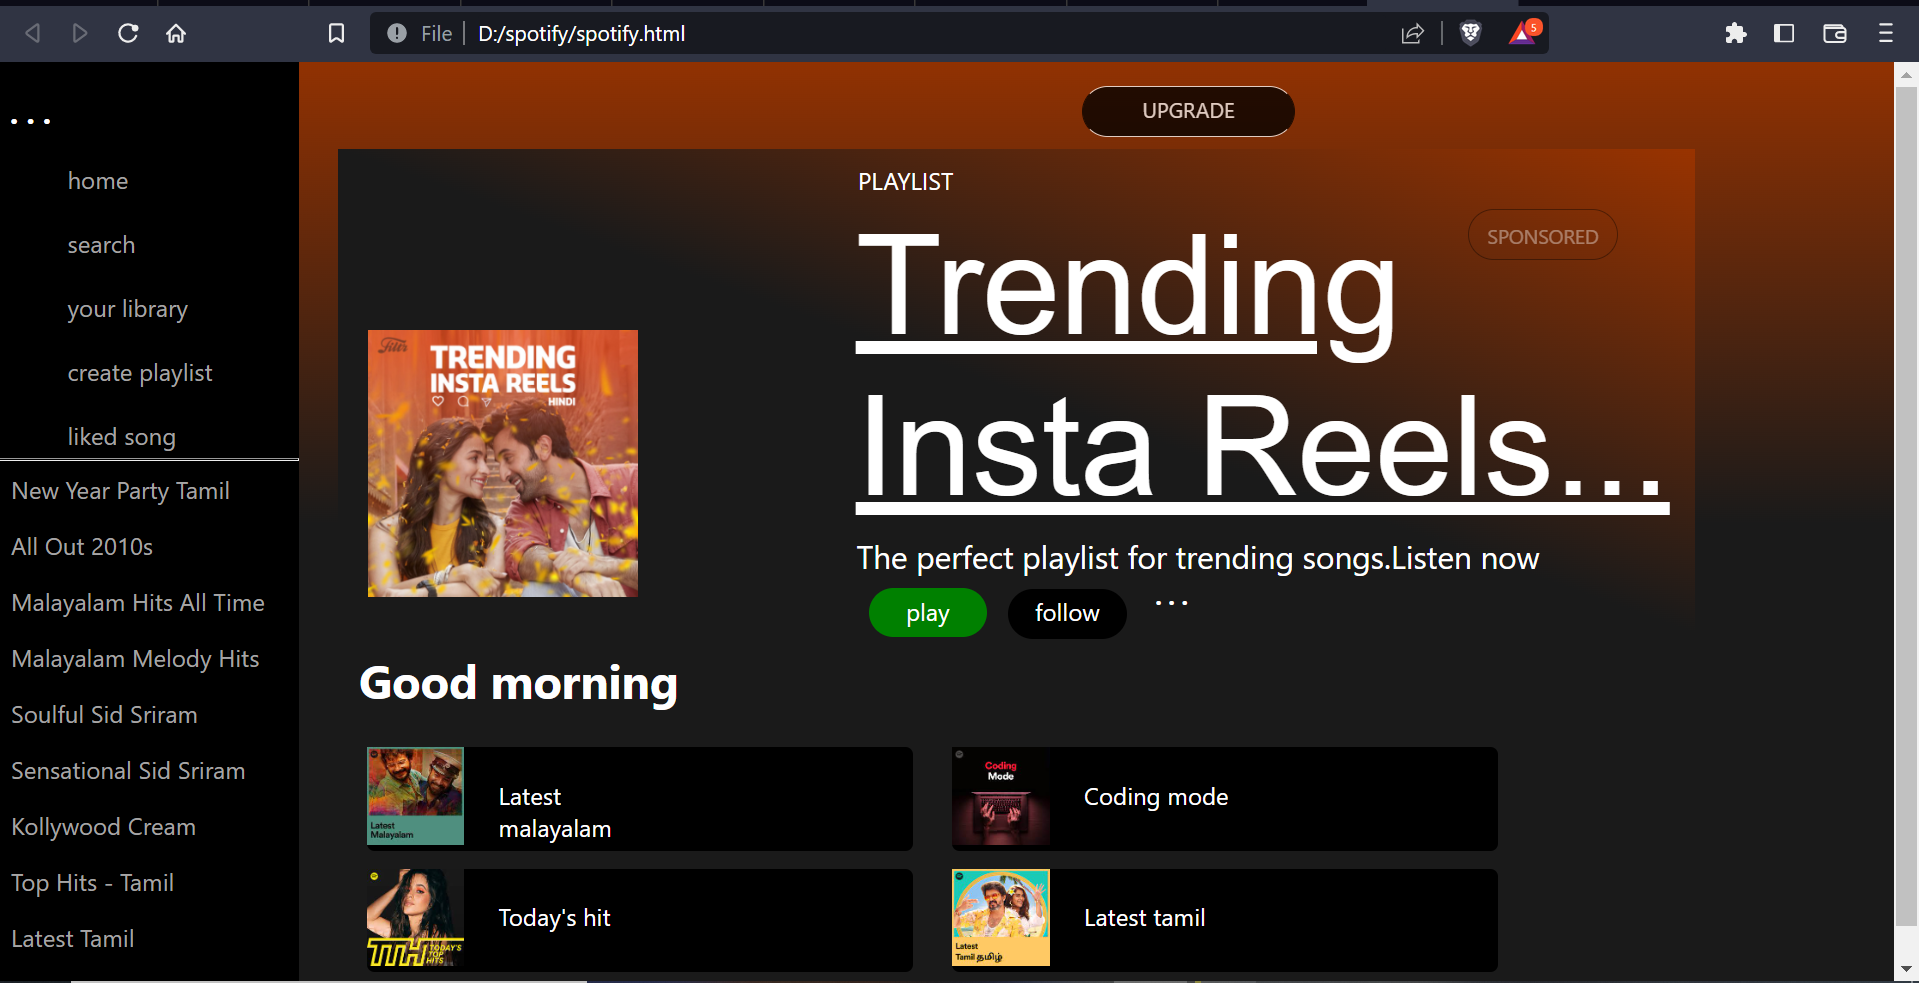 File | D:/spotify/spotify.html
5
...
home
search
your library
create playlist
liked song
New Year Party Tamil
All Out 2010s
Malayalam Hits All Time
Malayalam Melody Hits
Soulful Sid Sriram
Sensational Sid Sriram
Kollywood Cream
Top Hits - Tamil
Latest Tamil
UPGRADE
PLAYLIST
SPONSORED
Trending
Insta Reels...
The perfect playlist for trending songs.Listen now
play
follow
...
Filtr
TRENDING
INSTA REELS
HINDI
Good morning
Latest
Malayalam
Latest
malayalam
Coding
Mode
Coding mode
TTH TODAY'S
TOP
HITS
Today's hit
Latest
Tamil தமிழ்
Latest tamil